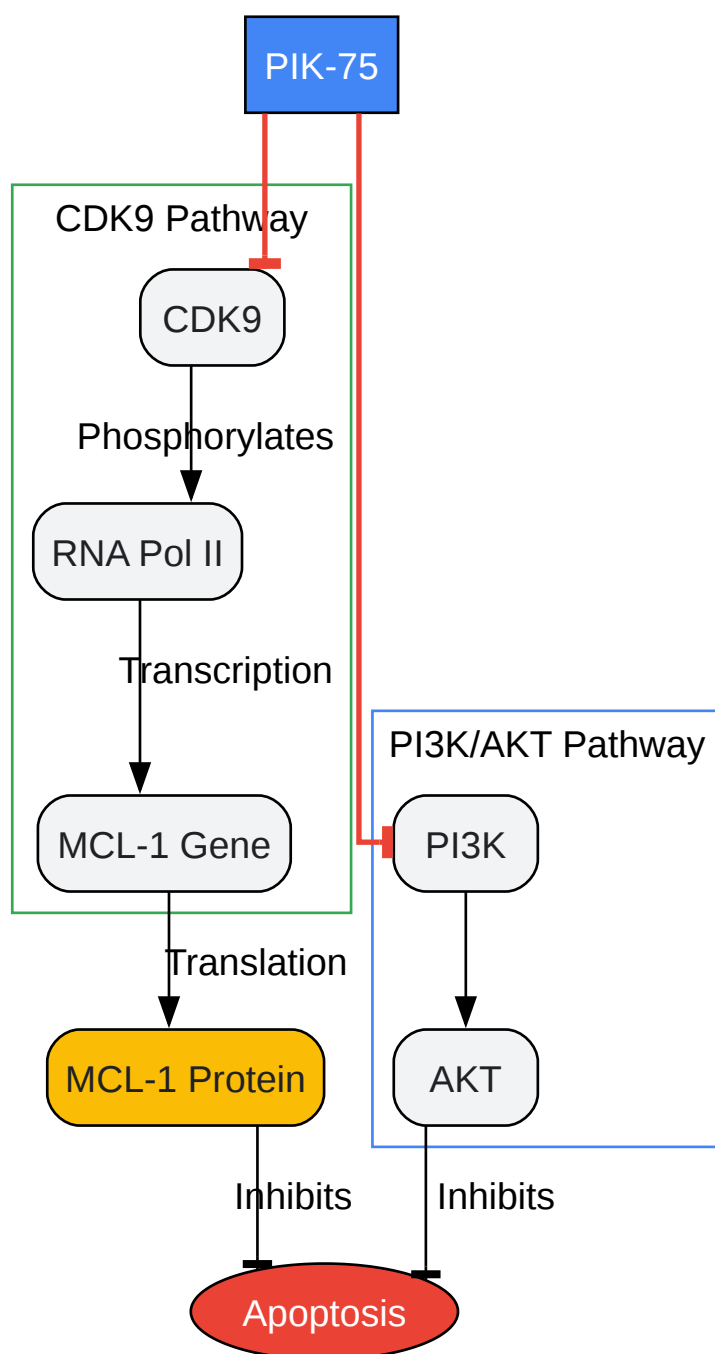 PIK-75
CDK9 Pathway
CDK9
Phosphorylates
RNA Pol II
Transcription
PI3K/AKT Pathway
MCL-1 Gene
PI3K
Translation
MCL-1 Protein
AKT
Inhibits
Inhibits
Apoptosis